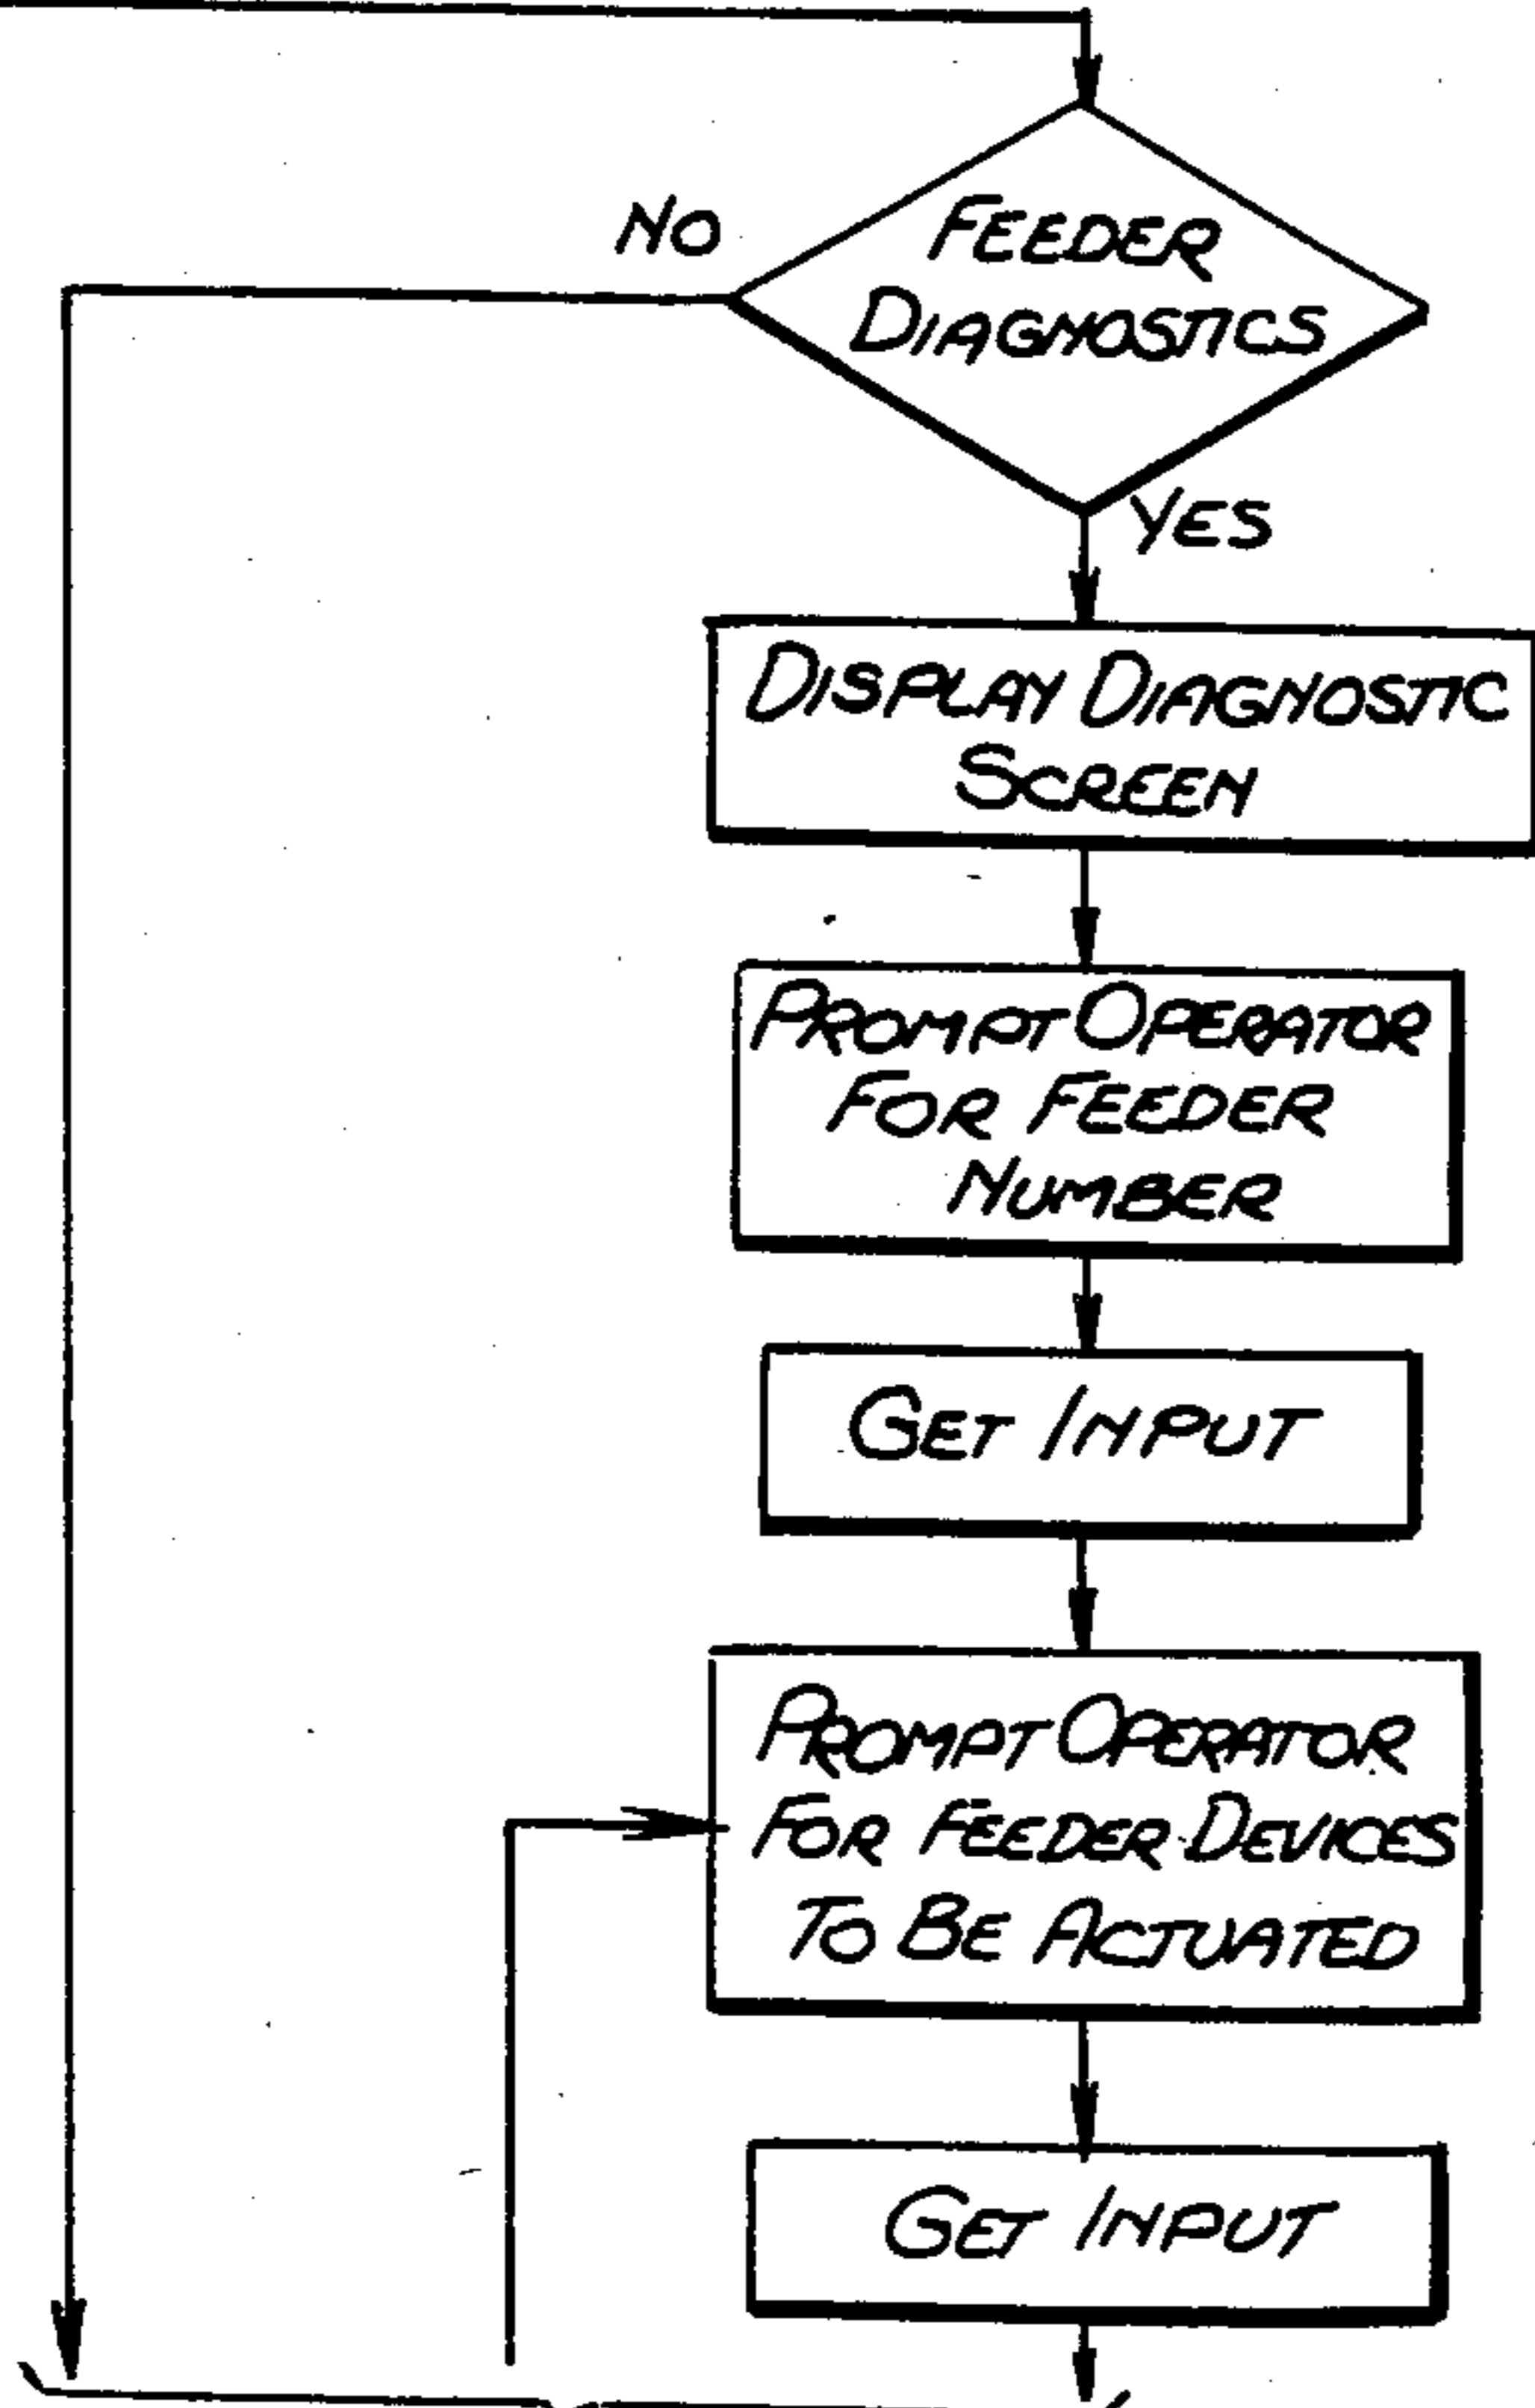 NO
FEEDER
DIAGNOSTICS
YES
DISPLAY DIAGNOSTIC
SCREEN
PROMPT OPERATOR
FOR FEEDER
NUMBER
GET INPUT
PROMPT OPERATOR
FOR FEEDER DEVICES
TO BE ACTUATED
GET INPUT